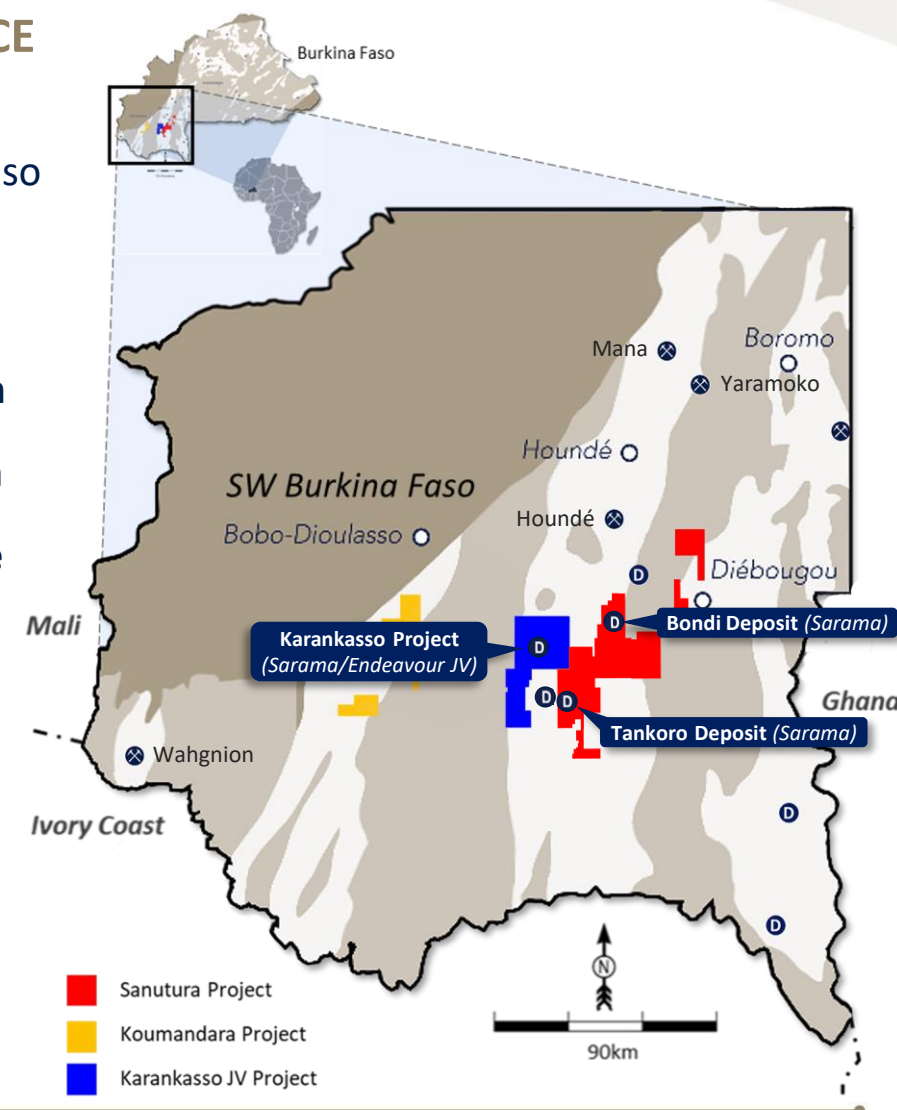 CE
Burkina Faso
so
Mana
Boromo
Yaramoko
Houndé
SW Burkina Faso
Houndé
Bobo-Dioulasso
D
Diébougou
Mali
D
Bondi Deposit (Sarama)
Karankasso Project
(Sarama/Endeavour JV)
D
Ghana
D
D
Tankoro Deposit (Sarama)
Wahgnion
D
Ivory Coast
D
N
Sanutura Project
Koumandara Project
90km
Karankasso JV Project